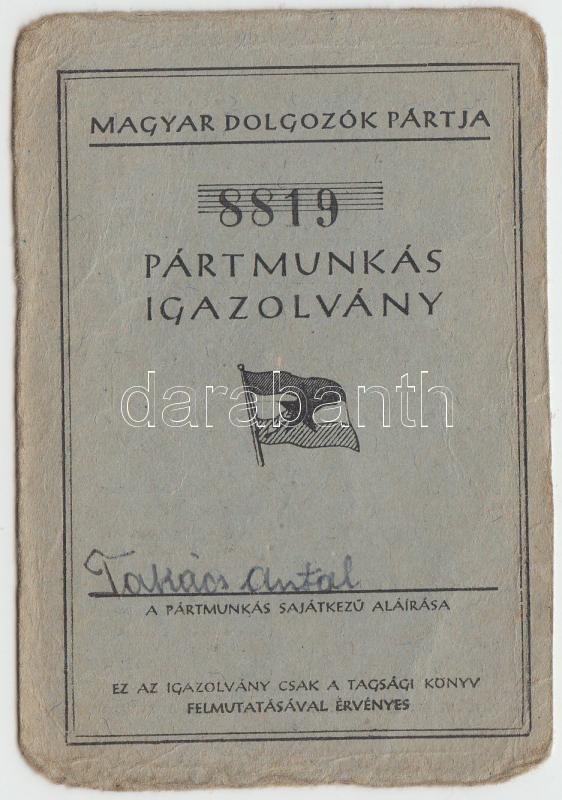 MAGYAR DOLGOZÓK PÁRTJA
8819
PÁRTMUNKÁS
IGAZOLVÁNY
darabanth
Takács Antal
A PÁRTMUNKÁS SAJÁTKEZŰ ALÁÍRÁSA
EZ AZ IGAZOLVÁNY CSAK A TAGSÁGI KÖNYV
FELMUTATÁSÁVAL ÉRVÉNYES